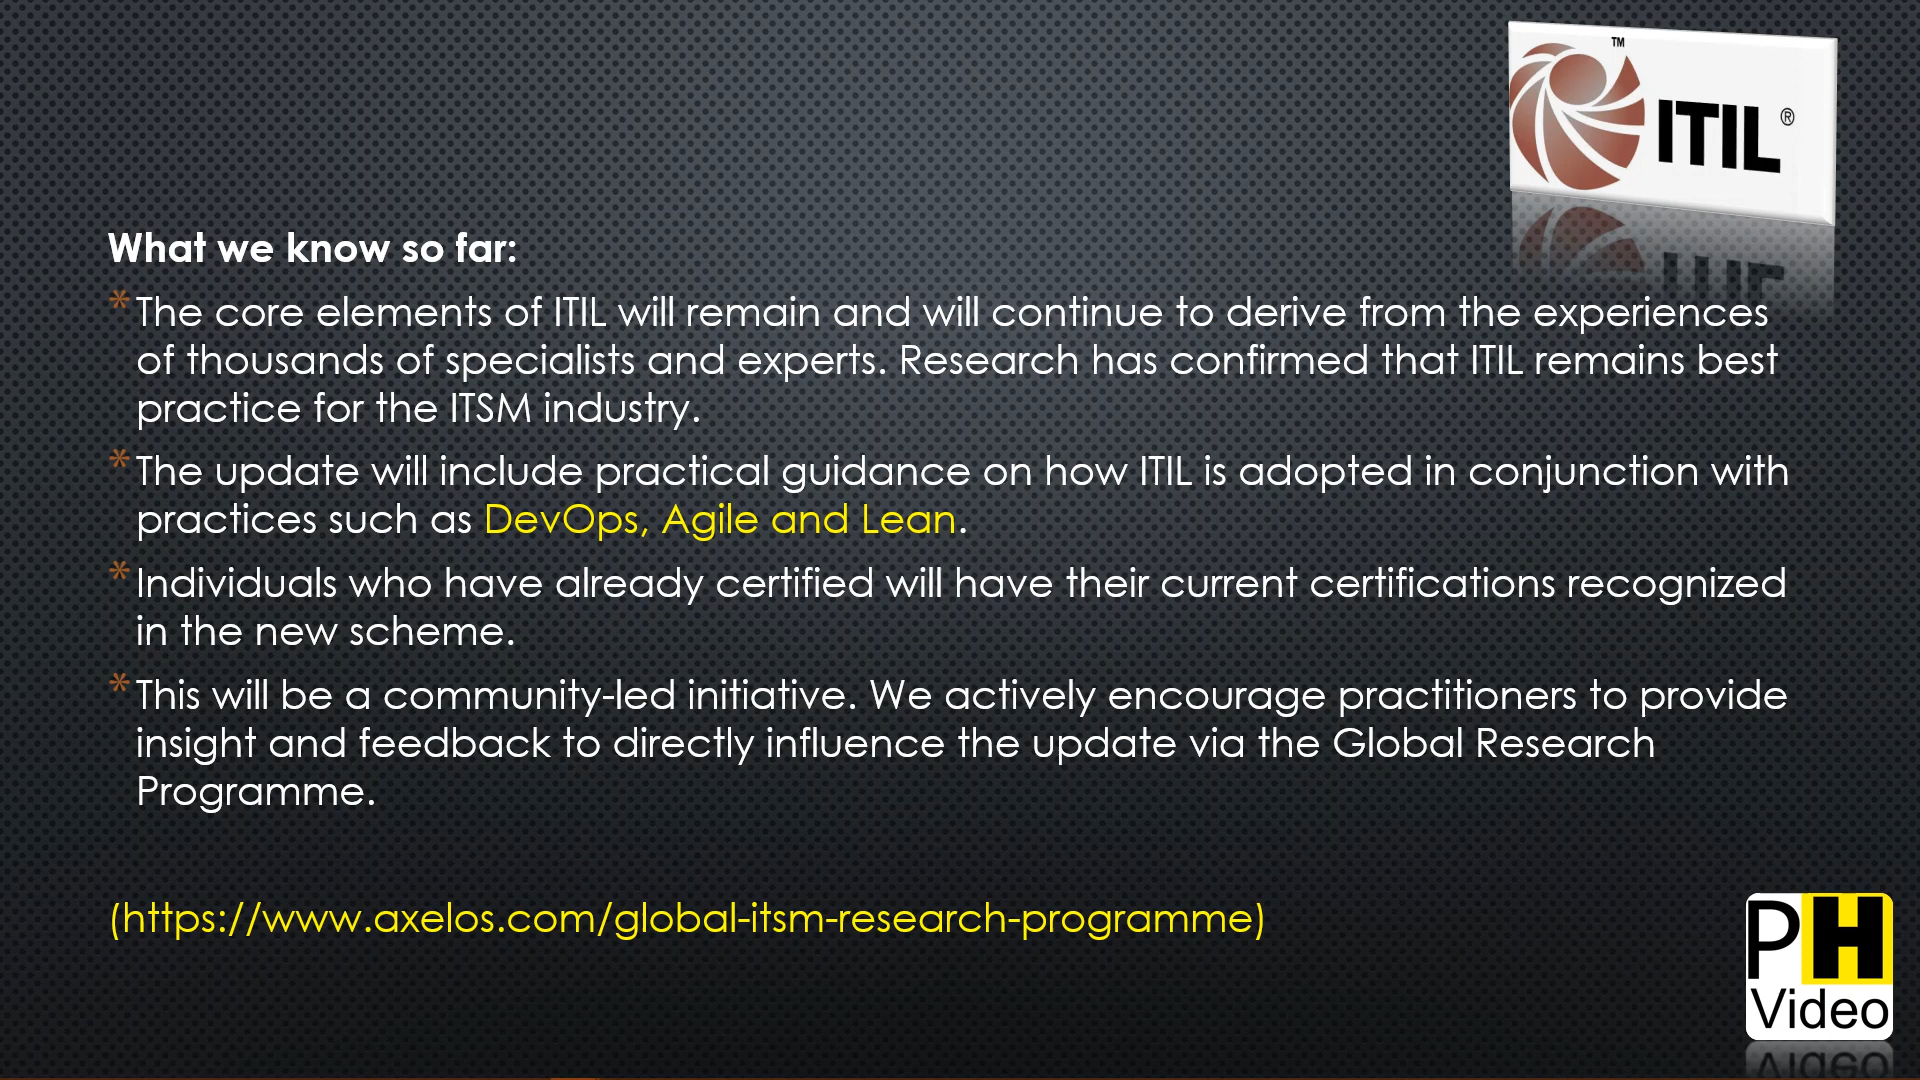 ™
ITIL ®
What we know so far:
* The core elements of ITIL will remain and will continue to derive from the experiences
of thousands of specialists and experts. Research has confirmed that ITIL remains best
practice for the ITSM industry.
* The update will include practical guidance on how ITIL is adopted in conjunction with
practices such as DevOps, Agile and Lean.
* Individuals who have already certified will have their current certifications recognized
in the new scheme.
* This will be a community-led initiative. We actively encourage practitioners to provide
insight and feedback to directly influence the update via the Global Research
Programme.
(https://www.axelos.com/global-itsm-research-programme)
PH
Video